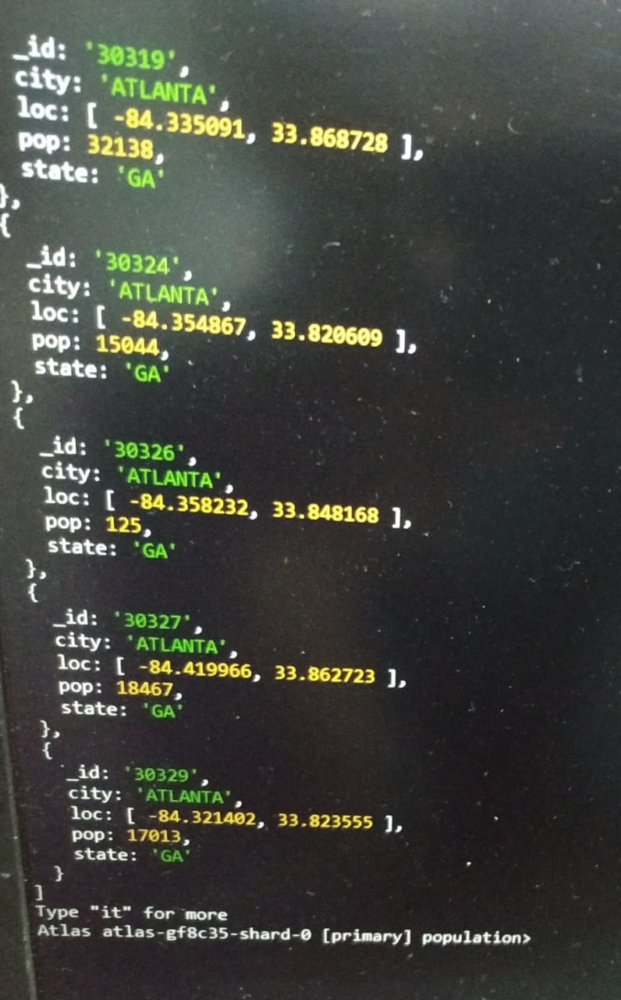 _id: '30319',
city: 'ATLANTA',
loc: [ -84.335091, 33.868728 ],
pop: 32138,
state: 'GA'
},
{
_id: '30324',
city: 'ATLANTA',
loc: [ -84.354867, 33.820609 ],
pop: 15044,
state: 'GA'
},
{
_id: '30326',
city: 'ATLANTA',
loc: [ -84.358232, 33.848168 ],
pop: 125,
state: 'GA'
},
{
_id: '30327',
city: 'ATLANTA',
loc: [ -84.419966, 33.862723 ],
pop: 18467,
state: 'GA'
},
{
_id: '30329',
city: 'ATLANTA',
loc: [ -84.321402, 33.823555 ],
pop: 17013,
state: 'GA'
}
]
Type "it" for more
Atlas atlas-gf8c35-shard-0 [primary] population>